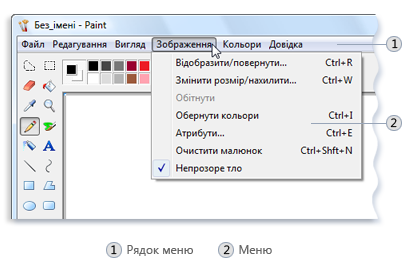 Без_імені - Paint
Файл Редагування Вигляд Зображення Кольори Довідка
1
Відобразити/повернути... Ctrl+R
Змінити розмір/нахилити... Ctrl+W
Обітнути
Обернути кольори Ctrl+I
2
Атрибути... Ctrl+E
Очистити малюнок Ctrl+Shft+N
Непрозоре тло
A
1 Рядок меню 2 Меню